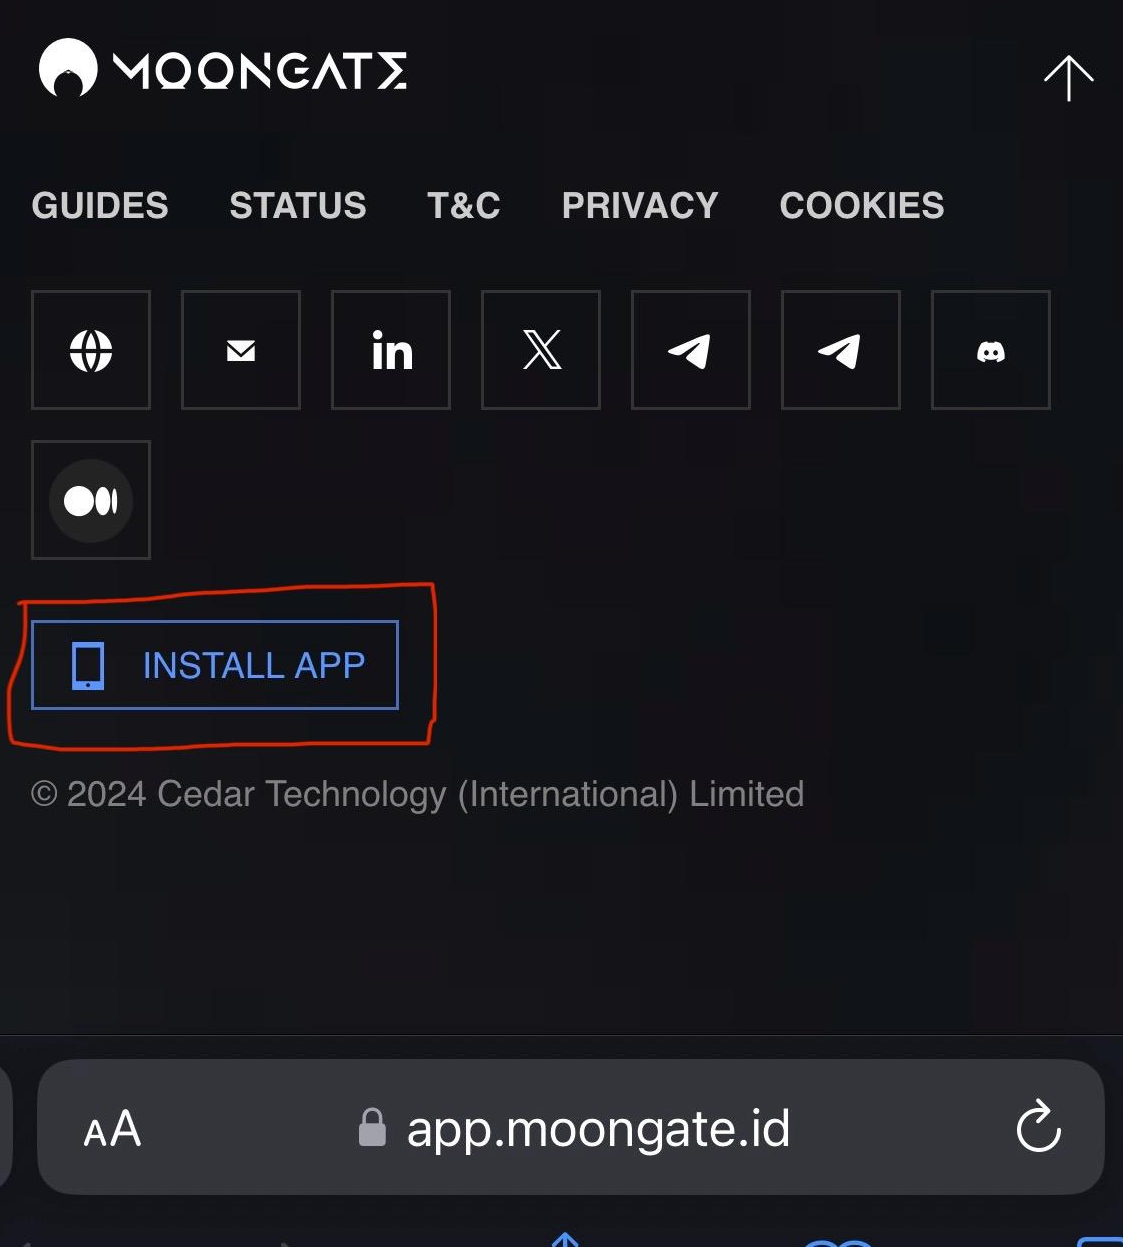 MOONGATE
GUIDES STATUS T&C PRIVACY COOKIES
in
INSTALL APP
© 2024 Cedar Technology (International) Limited
AA app.moongate.id